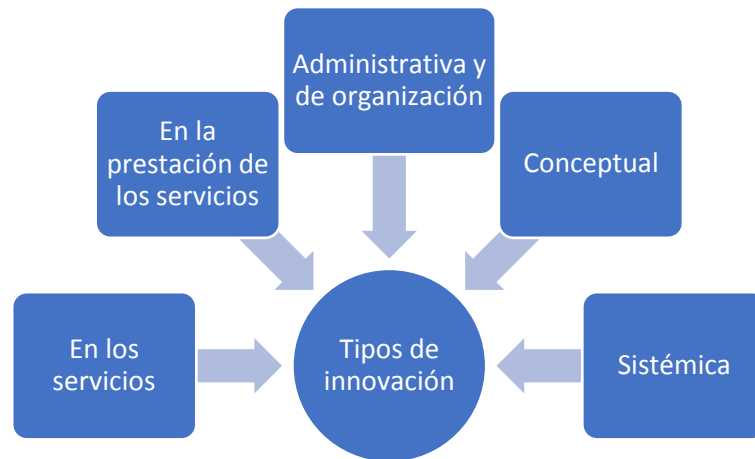 Administrativa y
de organización
En la
prestación de
los servicios
Conceptual
En los
servicios
Tipos de
innovación
Sistémica